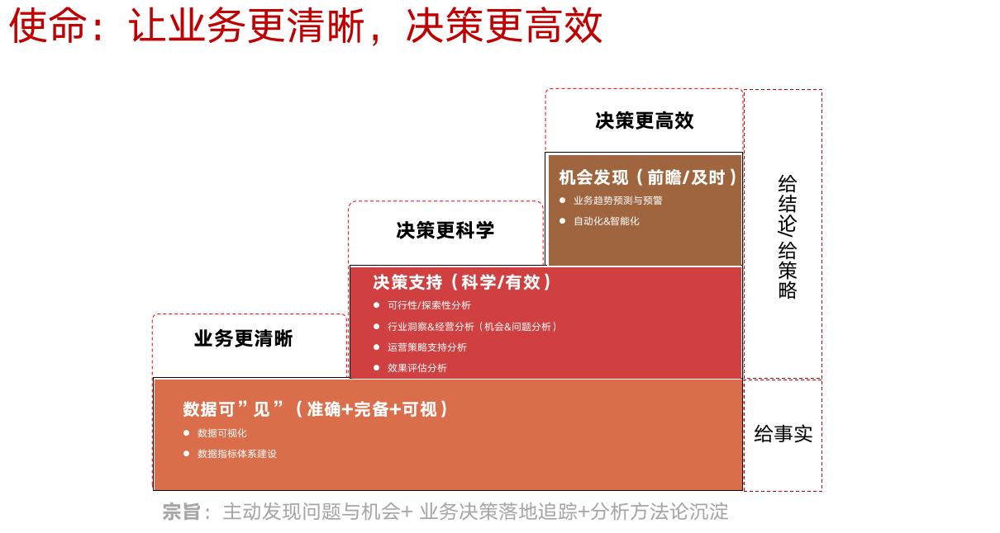 使命：让业务更清晰，决策更高效
决策更高效
机会发现（前瞻/及时）
业务趋势预测与预警
自动化&智能化
给结论/给策略
决策更科学
决策支持（科学/有效）
可行性/探索性分析
行业洞察&经营分析（机会&问题分析）
运营策略支持分析
效果评估分析
业务更清晰
数据可”见”（准确+完备+可视）
数据可视化
数据指标体系建设
给事实
宗旨：主动发现问题与机会+ 业务决策落地追踪+分析方法论沉淀